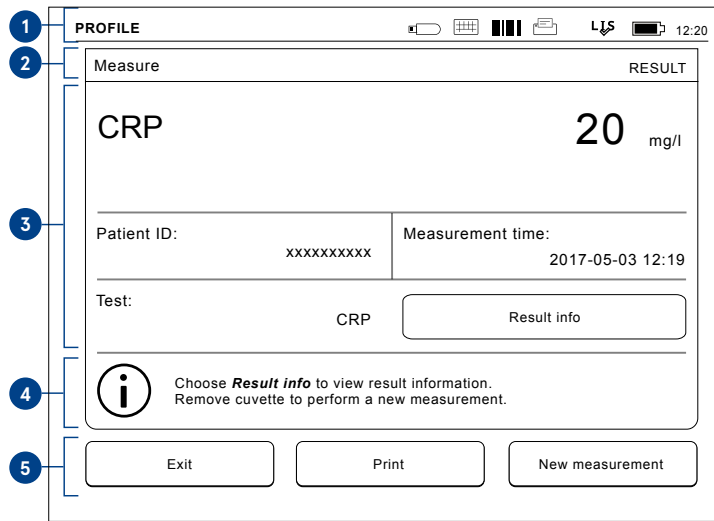 1 PROFILE LIS 12:20
2 Measure RESULT
CRP 20 mg/l
3 Patient ID: xxxxxxxxxx Measurement time: 2017-05-03 12:19
Test: CRP Result info
4 Choose Result info to view result information.
Remove cuvette to perform a new measurement.
5 Exit Print New measurement